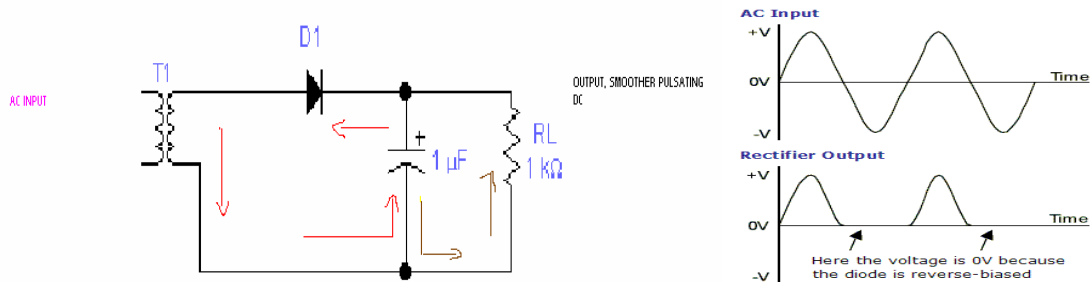 D1
T1
AC INPUT
OUTPUT, SMOOTHER PULSATING
DC
+
1 µF
RL
1 kΩ
AC Input
+V
0V
Time
-V
Rectifier Output
+V
0V
Time
-V
Here the voltage is 0V because
the diode is reverse-biased